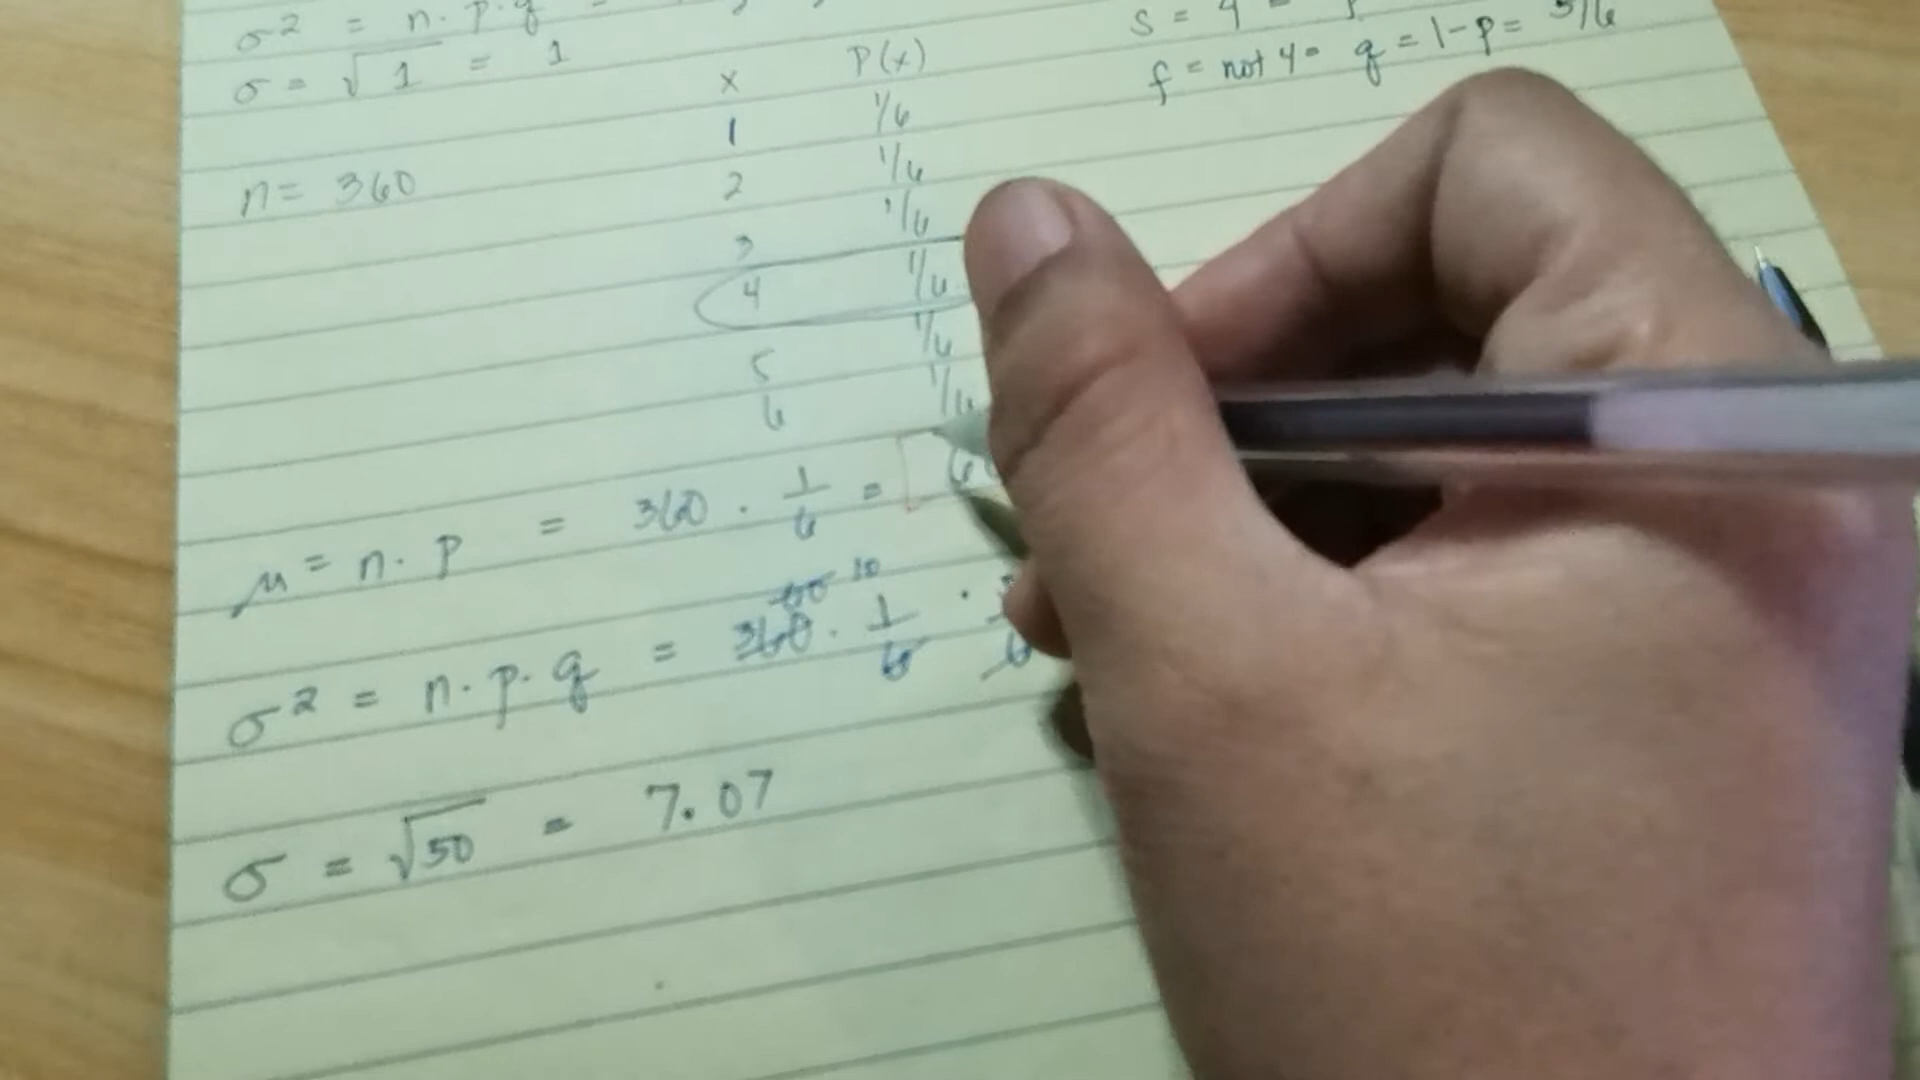 σ² = n. p. q =
σ = √1 = 1
S = 4 =
f = not 4 = q = 1-p = 5/6
x P(x)
1 1/6
n = 360
2 1/6
3 1/6
4 1/6
5 1/6
6 1/6
μ = n. p = 360 . 1/6 =
60 10
σ² = n. p. q = 360 . 1/6 .
σ = √50 = 7.07